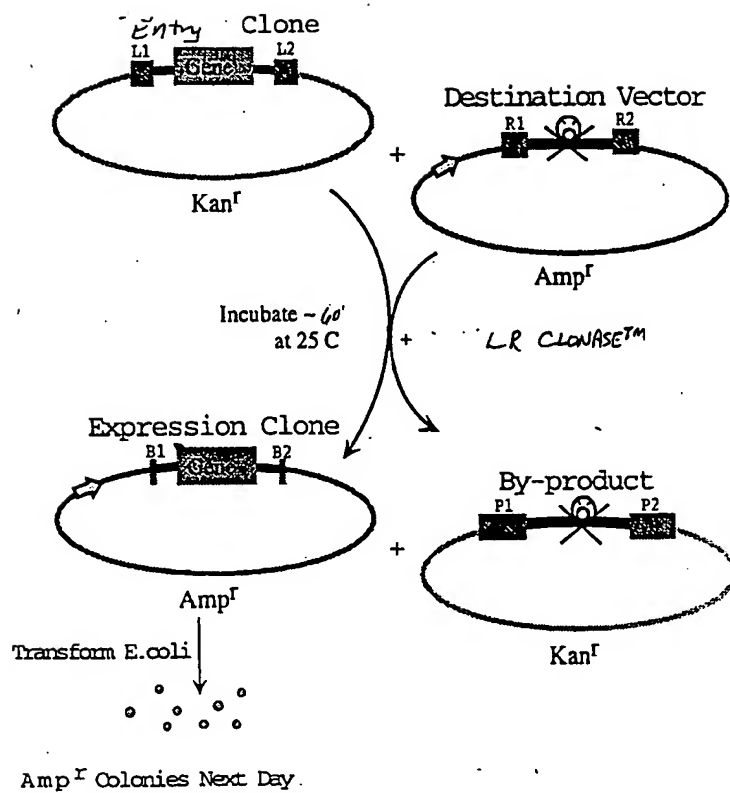 Entry Clone
L1 Gene L2
Kanʳ
+
Destination Vector
R1 R2
Ampʳ
Incubate ~ 60'
at 25 C
+ LR CLONASE™
Expression Clone
B1 Gene B2
Ampʳ
+
By-product
P1 P2
Kanʳ
Transform E.coli
Ampʳ Colonies Next Day.